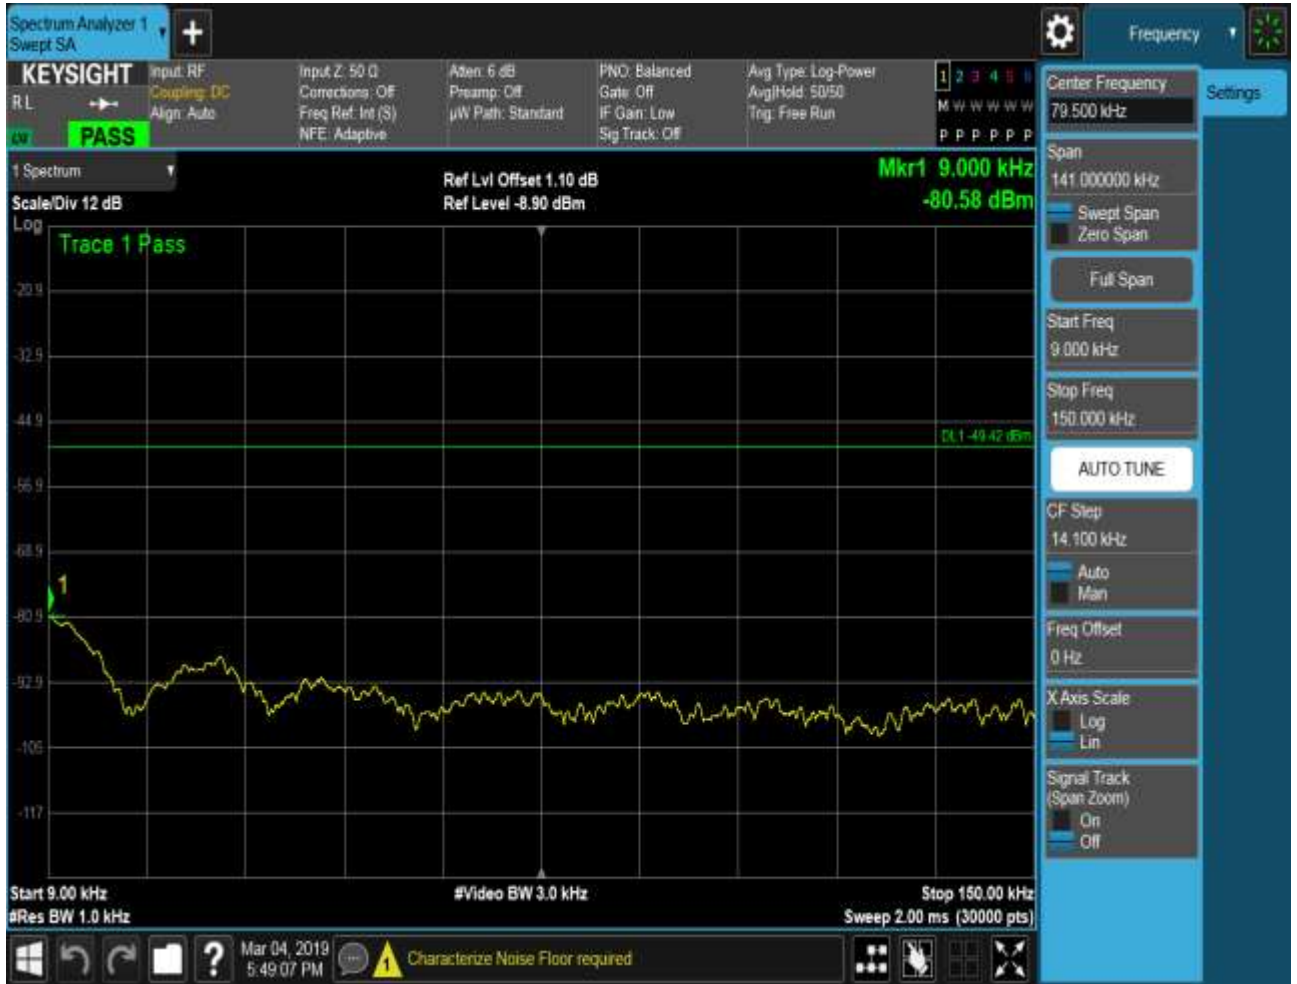 Spectrum Analyzer 1
Swept SA
Frequency
KEYSIGHT
RL
PASS
Input: RF
Coupling: DC
Align: Auto
Input Z: 50 Ω
Corrections: Off
Freq Ref: Int (S)
NFE: Adaptive
Atten: 6 dB
Preamp: Off
µW Path: Standard
PNO: Balanced
Gate: Off
IF Gain: Low
Sig Track: Off
Avg Type: Log-Power
Avg|Hold: 50/50
Trig: Free Run
1 2 3 4 5 6
M W W W W W
P P P P P P
1 Spectrum
Scale/Div 12 dB
Log
Ref Lvl Offset 1.10 dB
Ref Level -8.90 dBm
Mkr1 9.000 kHz
-80.58 dBm
Trace 1 Pass
-20.9
-32.9
-44.9
DL1 -49.42 dBm
-56.9
-68.9
1
-80.9
-92.9
-105
-117
Start 9.00 kHz
#Video BW 3.0 kHz
Stop 150.00 kHz
#Res BW 1.0 kHz
Sweep 2.00 ms (30000 pts)
Center Frequency
79.500 kHz
Settings
Span
141.000000 kHz
Swept Span
Zero Span
Full Span
Start Freq
9.000 kHz
Stop Freq
150.000 kHz
AUTO TUNE
CF Step
14.100 kHz
Auto
Man
Freq Offset
0 Hz
X Axis Scale
Log
Lin
Signal Track
(Span Zoom)
On
Off
?
Mar 04, 2019
5:49:07 PM
1
Characterize Noise Floor required